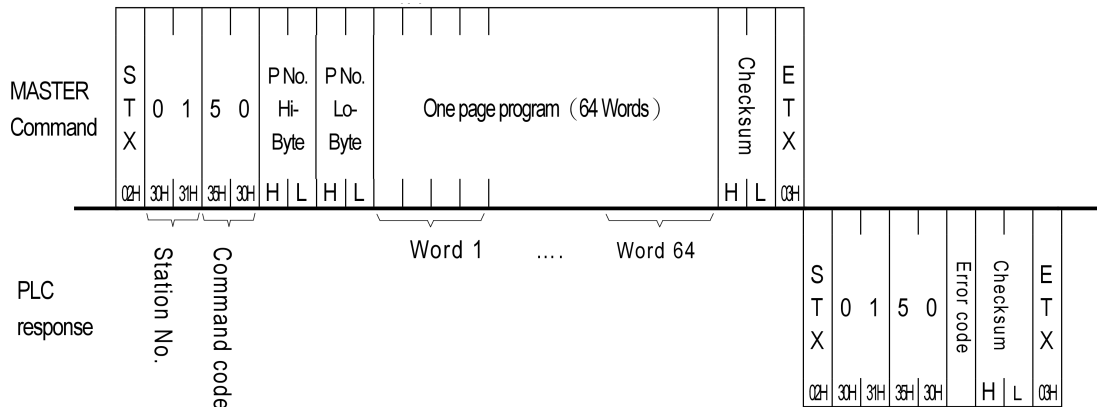 MASTER
Command
S
T
X
0 1 5 0
P No.
Hi-
Byte
P No.
Lo-
Byte
One page program (64 Words)
Checksum
E
T
X
02H 30H 31H 35H 30H H L H L H L 03H
Station No.
Command code
Word 1 .... Word 64
PLC
response
S
T
X
0 1 5 0
Error code
Checksum
E
T
X
02H 30H 31H 35H 30H H L 03H